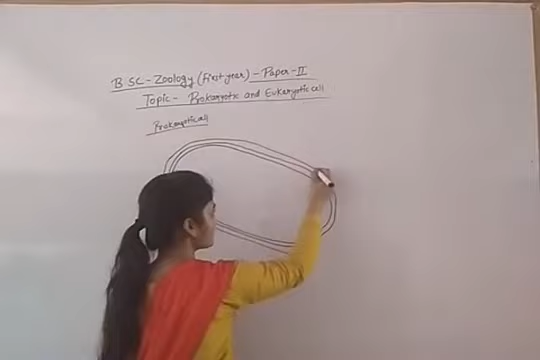 B SC - Zoology (First year) - Paper - II
Topic - Prokaryotic and Eukaryotic cell
Prokaryotic cell